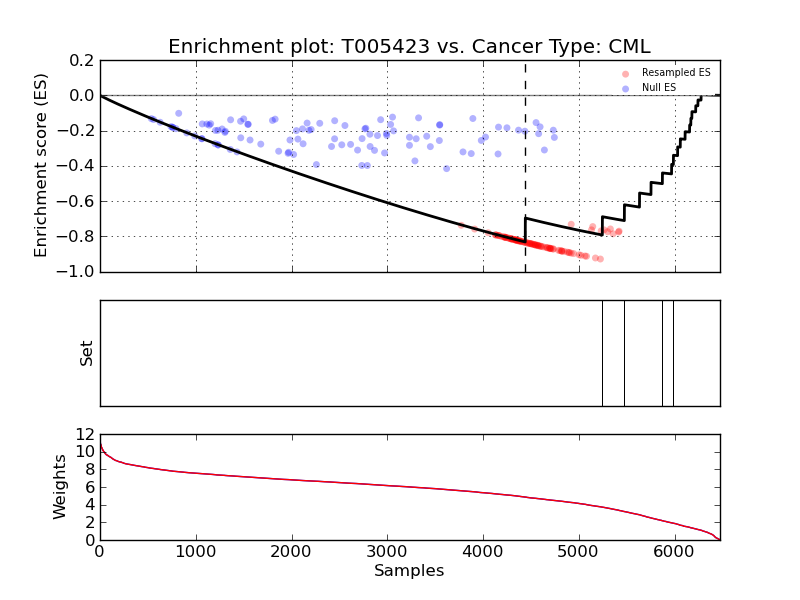 Enrichment plot: T005423 vs. Cancer Type: CML
Enrichment score (ES)
0.2
0.0
−0.2
−0.4
−0.6
−0.8
−1.0
Resampled ES
Null ES
Set
Weights
12
10
8
6
4
2
0
0 1000 2000 3000 4000 5000 6000
Samples